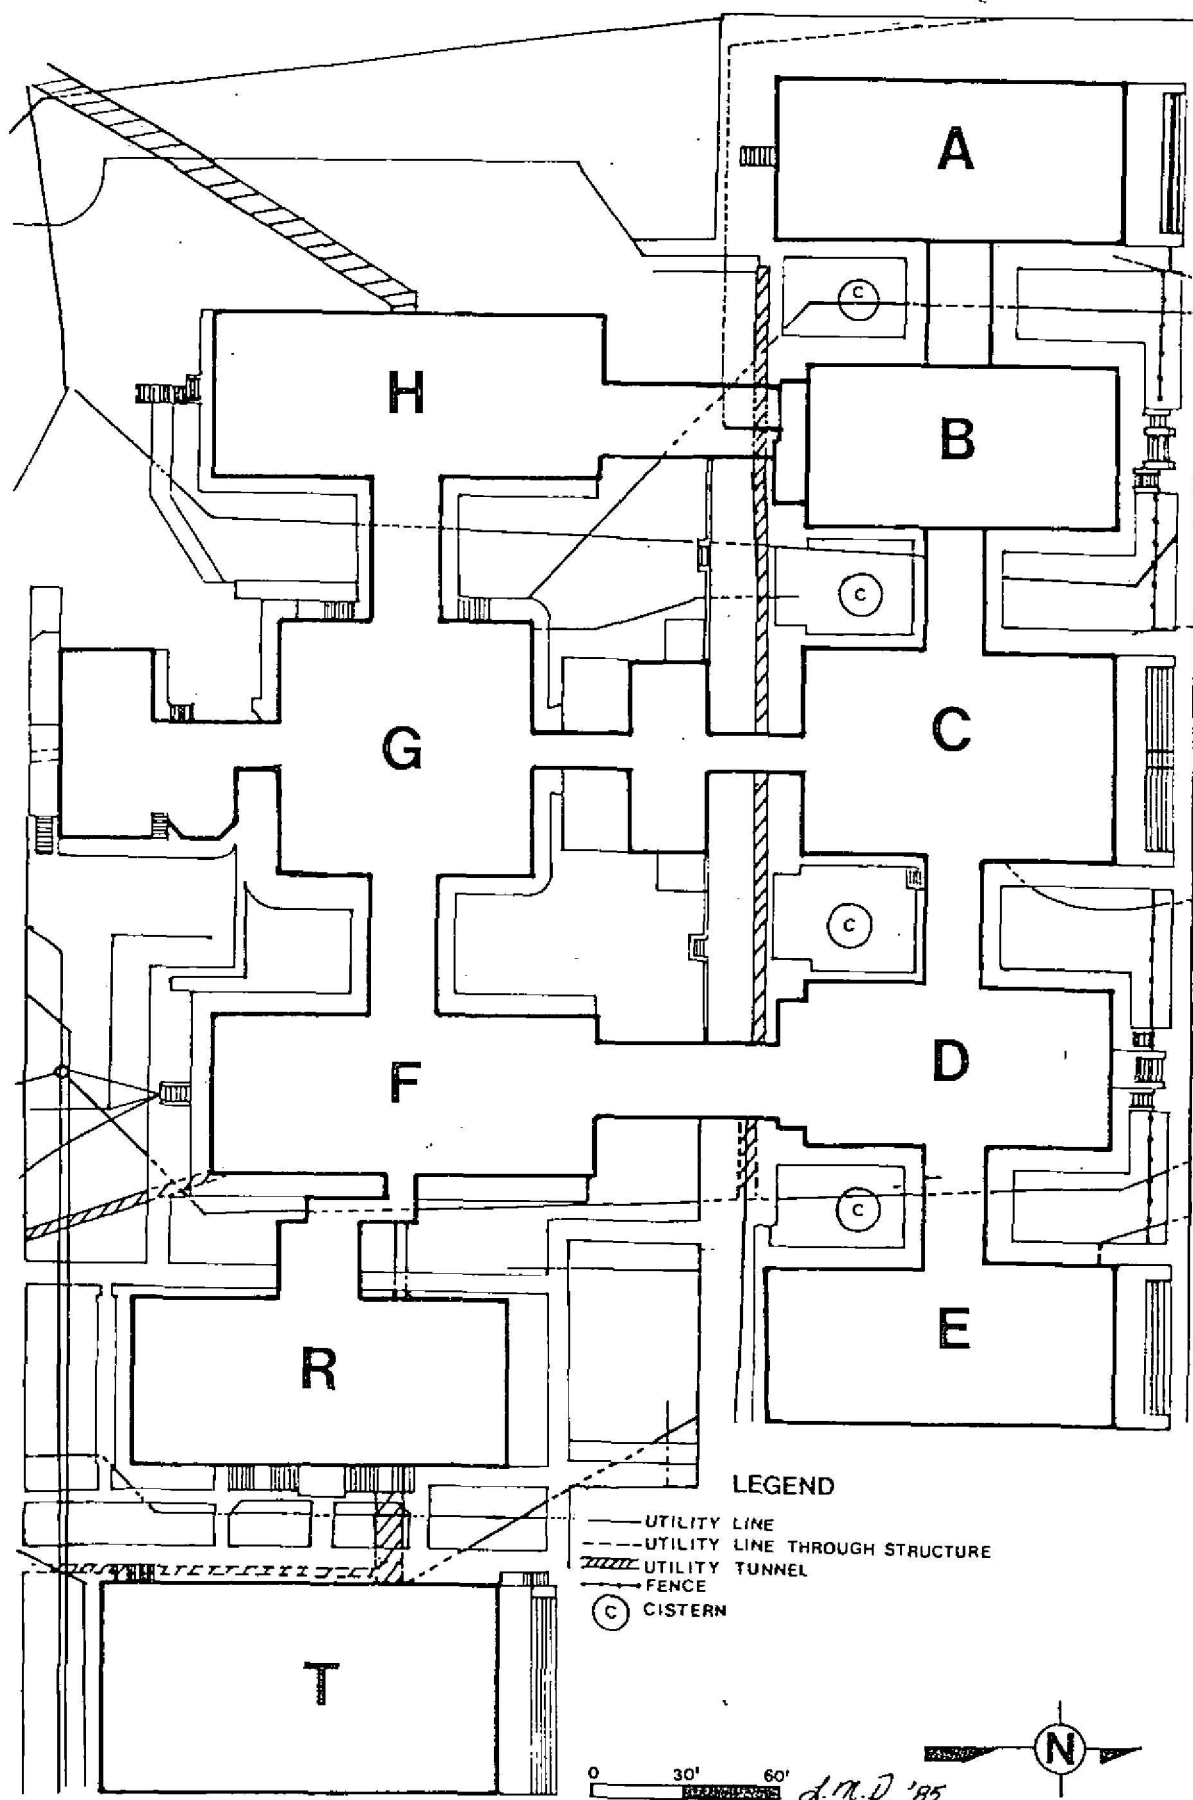 A
C
H
B
C
G
C
C
F
D
C
E
R
LEGEND
UTILITY LINE
UTILITY LINE THROUGH STRUCTURE
UTILITY TUNNEL
FENCE
C CISTERN
T
N
0 30' 60'
L.M.D '85